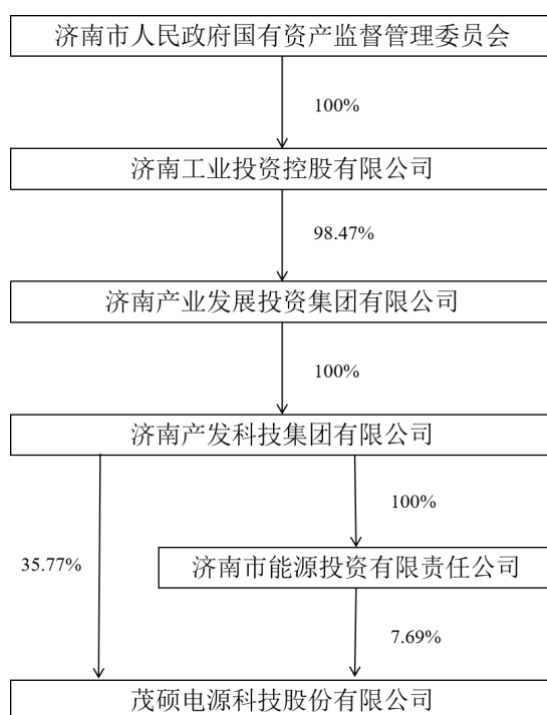 济南市人民政府国有资产监督管理委员会
100%
济南工业投资控股有限公司
98.47%
济南产业发展投资集团有限公司
100%
济南产发科技集团有限公司
100%
35.77%
济南市能源投资有限责任公司
7.69%
茂硕电源科技股份有限公司